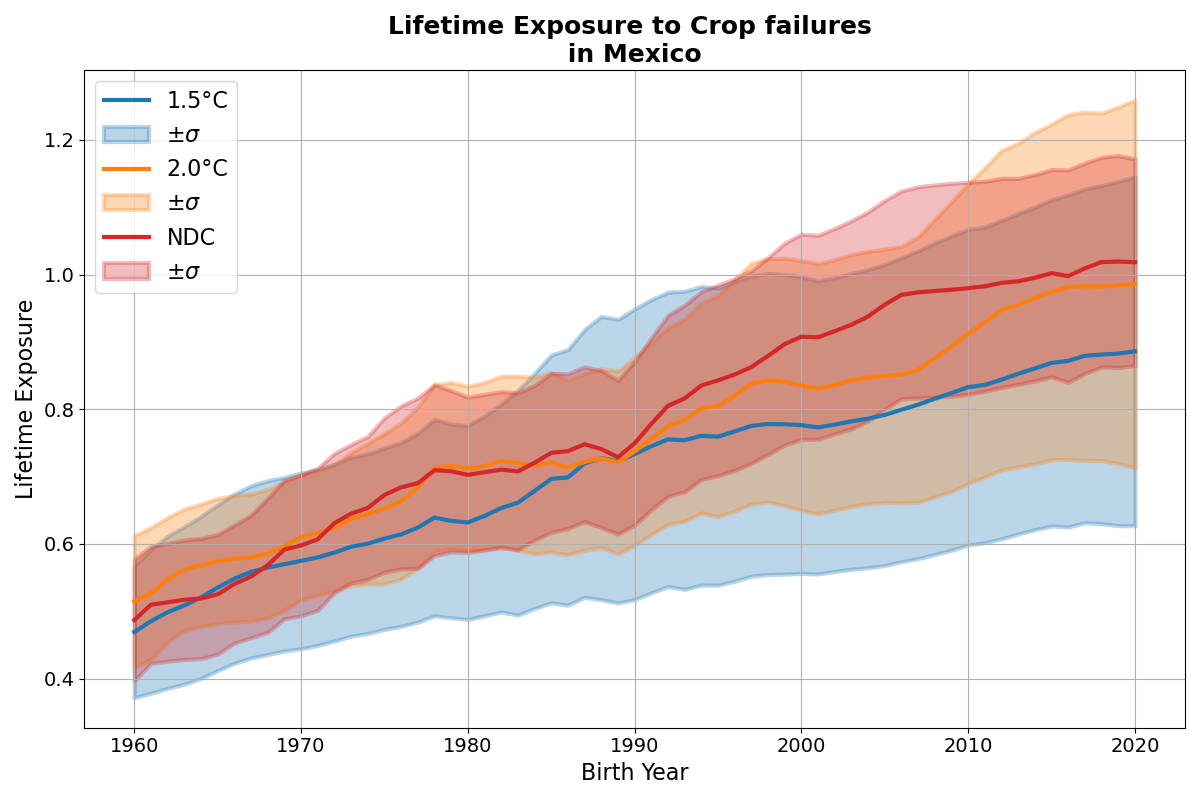 Lifetime Exposure to Crop failures
in Mexico
1.5°C
±σ
2.0°C
±σ
NDC
±σ
Lifetime Exposure
1.2
1.0
0.8
0.6
0.4
1960 1970 1980 1990 2000 2010 2020
Birth Year